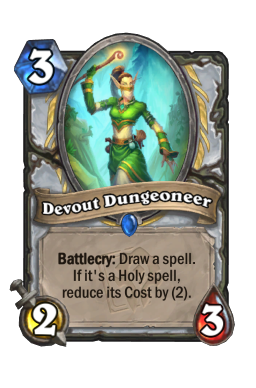 3
Devout Dungeoneer
Battlecry: Draw a spell.
If it's a Holy spell,
reduce its Cost by (2).
2
3